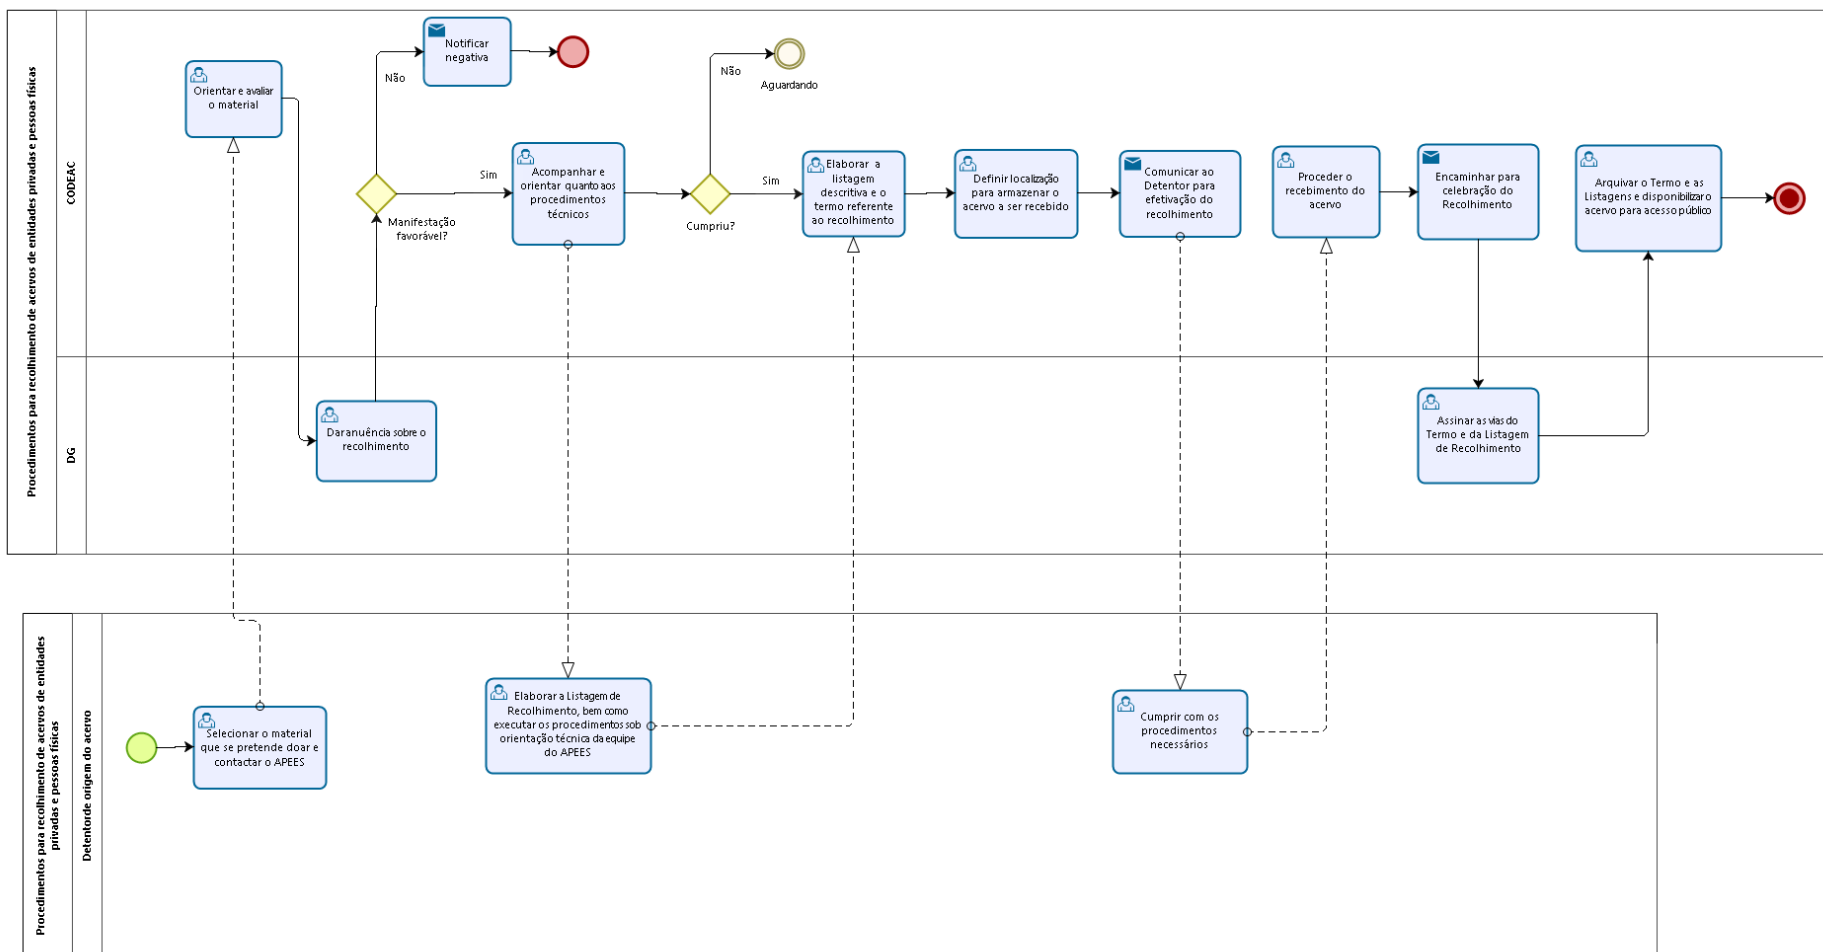 Procedimentos para recolhimento de acervos de entidades privadas e pessoas físicas
CODEAC
Notificar
negativa
Orientar e avaliar
o material
Não
Não
Aguardando
Sim
Acompanhar e
orientar quanto aos
procedimentos
técnicos
Manifestação
favorável?
Cumpriu?
Sim
Elaborar a
listagem
descritiva e o
termo referente
ao recolhimento
Definir localização
para armazenar o
acervo a ser recebido
Comunicar ao
Detentor para
efetivação do
recolhimento
Proceder o
recebimento do
acervo
Encaminhar para
celebração do
Recolhimento
Arquivar o Termo e as
Listagens e disponibilizar o
acervo para acesso público
DG
Dar anuência sobre o
recolhimento
Assinar as vias do
Termo e da Listagem
de Recolhimento
Procedimentos para recolhimento de acervos de entidades
privadas e pessoas físicas
Detentor de origem do acervo
Selecionar o material
que se pretende doar e
contactar o APEES
Elaborar a Listagem de
Recolhimento, bem como
executar os procedimentos sob
orientação técnica da equipe
do APEES
Cumprir com os
procedimentos
necessários